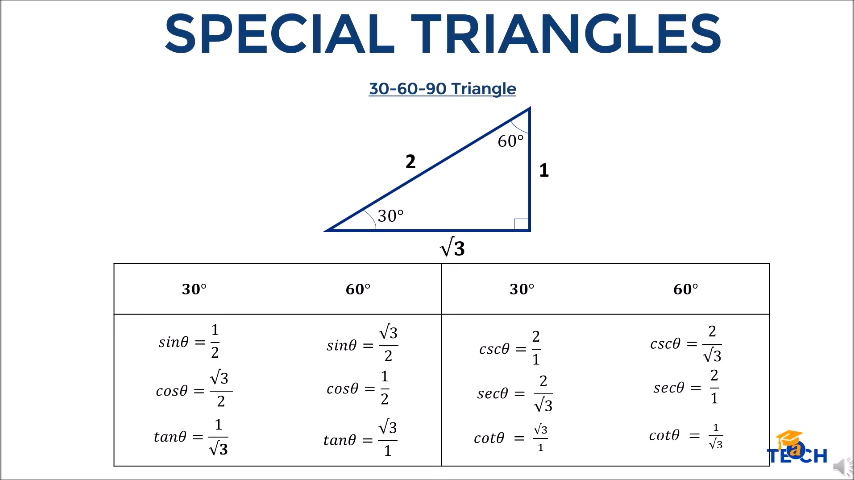 SPECIAL TRIANGLES
30-60-90 Triangle
60°
2
1
30°
√3
30° 60° 30° 60°
sinθ = 1/2 sinθ = √3/2 cscθ = 2/1 cscθ = 2/√3
cosθ = √3/2 cosθ = 1/2 secθ = 2/√3 secθ = 2/1
tanθ = 1/√3 tanθ = √3/1 cotθ = √3/1 cotθ = 1/√3
TEaCH